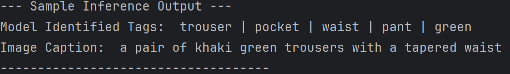 --- Sample Inference Output ---
Model Identified Tags:  trouser | pocket | waist | pant | green
Image Caption:  a pair of khaki green trousers with a tapered waist
-----------------------------------